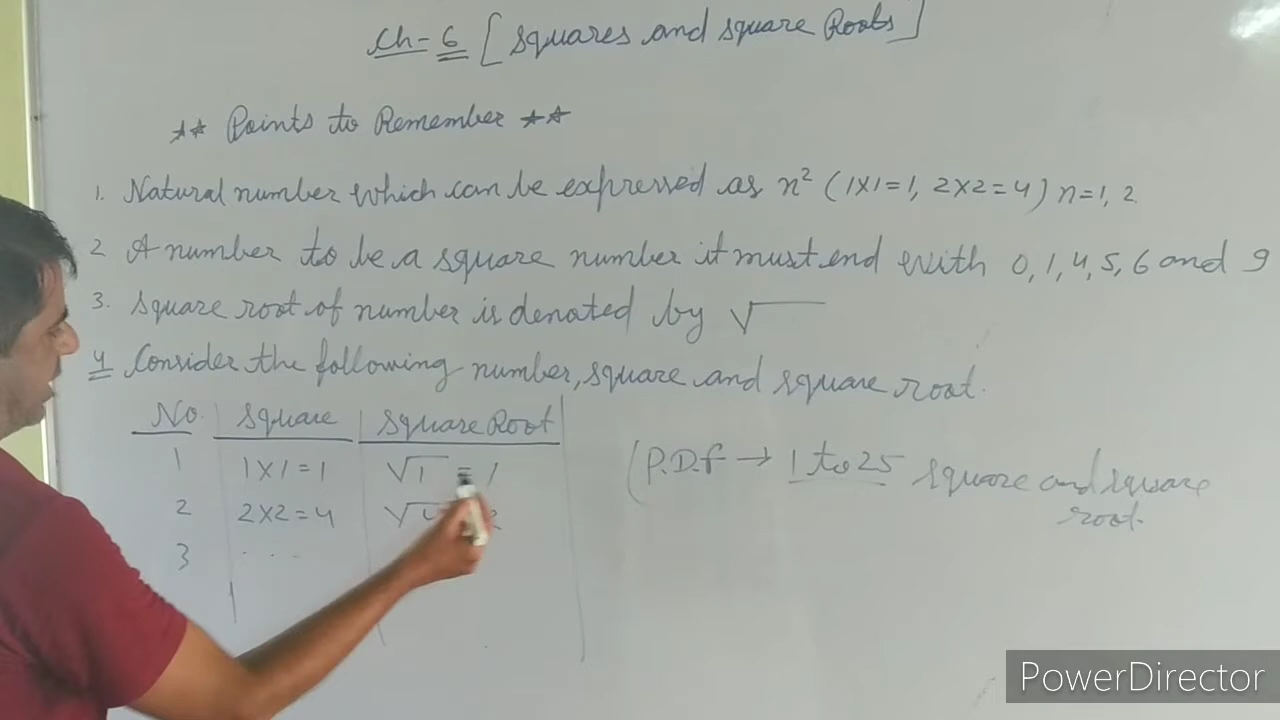 Ch- 6 [ Squares and square Roots ]
** Points to Remember **
1. Natural number which can be expressed as n² ( 1×1=1, 2×2=4 ) n=1, 2
2 A number to be a square number it must end with 0, 1, 4, 5, 6 and 9
3. Square root of number is denoted by √
4 Consider the following number, square and square root.
No. Square Square Root
1 1×1=1 √1 = 1
2 2×2=4 √4 2
3 . . .
( P.D.f → 1 to 25 square and square
root.
PowerDirector